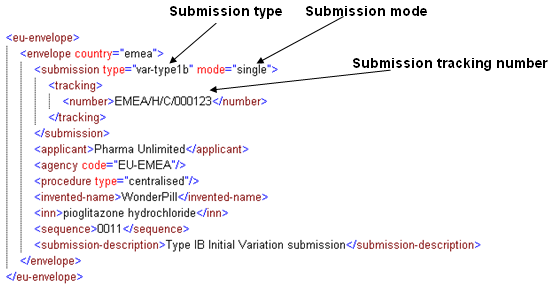 Submission type
Submission mode
<eu-envelope>
<envelope country="emea">
<submission type="var-type1b" mode="single">
Submission tracking number
<tracking>
<number>EMEA/H/C/000123</number>
</tracking>
</submission>
<applicant>Pharma Unlimited</applicant>
<agency code="EU-EMEA"/>
<procedure type="centralised"/>
<invented-name>WonderPill</invented-name>
<inn>pioglitazone hydrochloride</inn>
<sequence>0011</sequence>
<submission-description>Type IB Initial Variation submission</submission-description>
</envelope>
</eu-envelope>